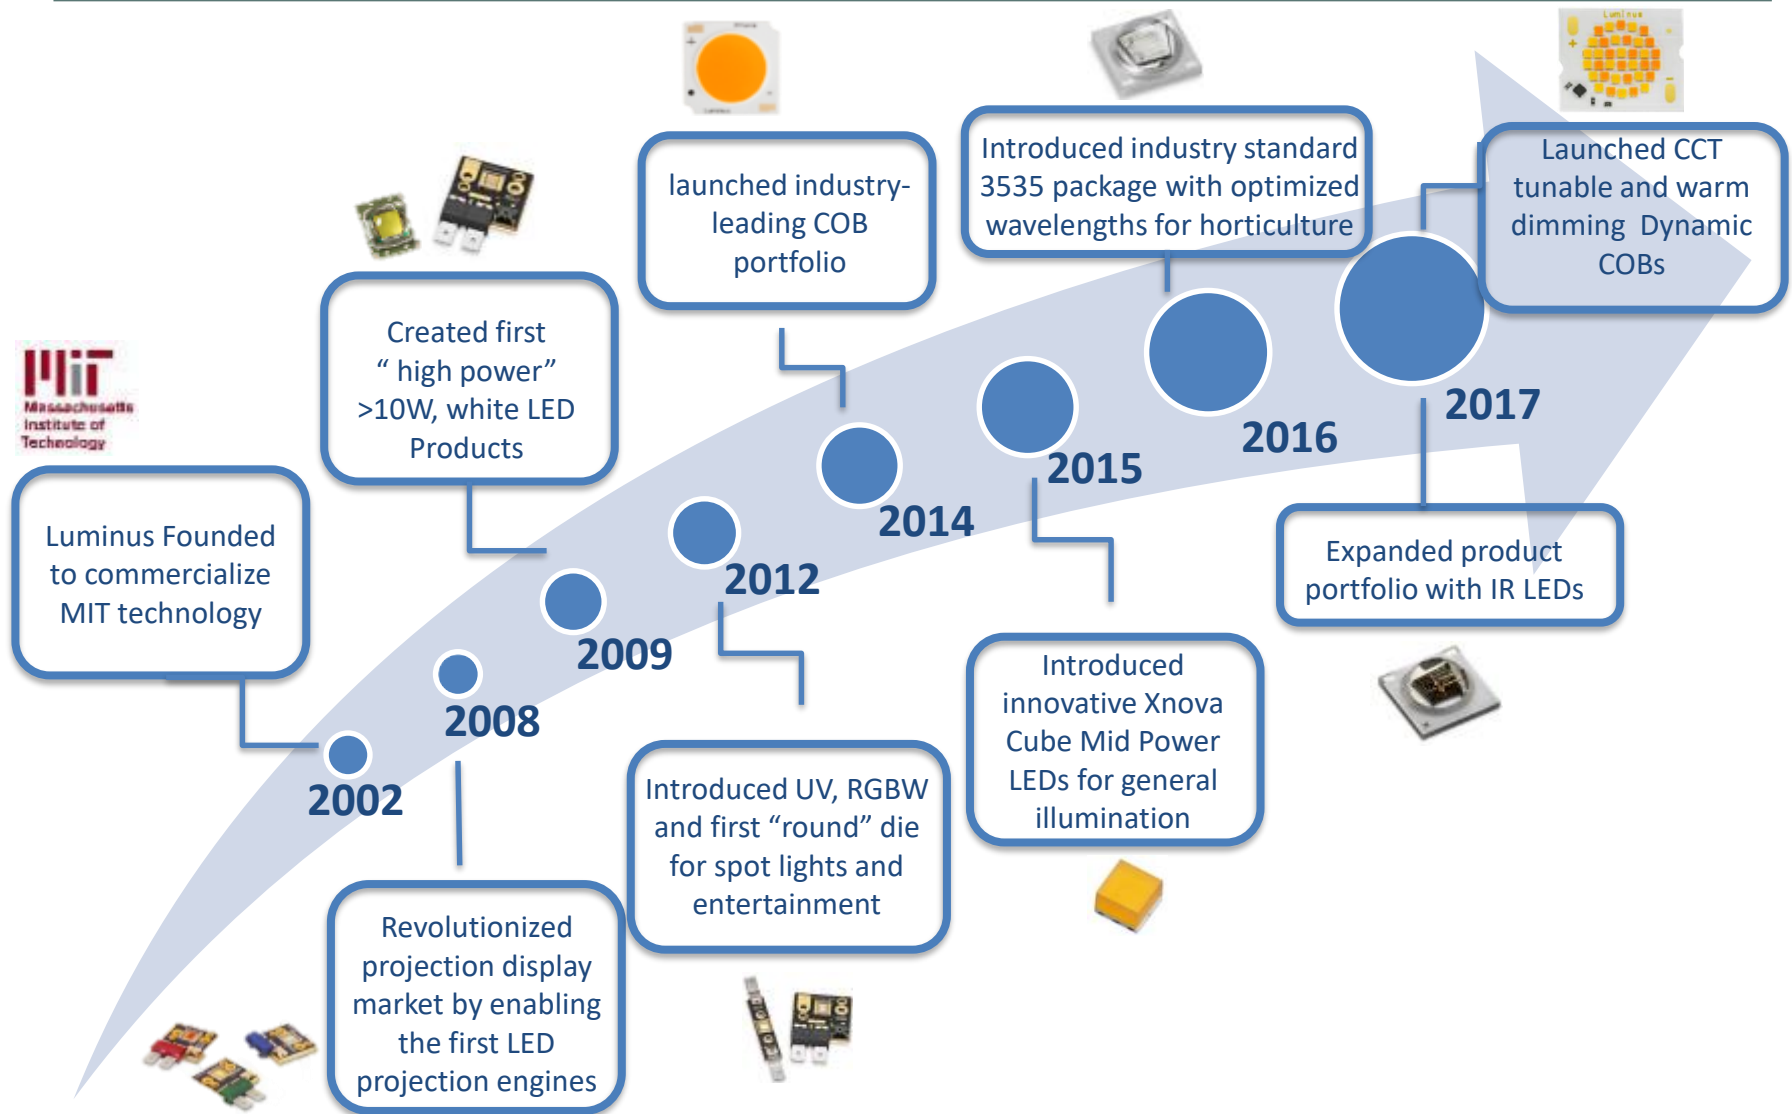 Massachusetts
Institute of
Technology
Luminus Founded
to commercialize
MIT technology
2002
2008
Revolutionized
projection display
market by enabling
the first LED
projection engines
Created first
“ high power”
>10W, white LED
Products
2009
2012
Introduced UV, RGBW
and first “round” die
for spot lights and
entertainment
launched industry-
leading COB
portfolio
2014
2015
Introduced
innovative Xnova
Cube Mid Power
LEDs for general
illumination
Introduced industry standard
3535 package with optimized
wavelengths for horticulture
2016
2017
Luminus
Launched CCT
tunable and warm
dimming  Dynamic
COBs
Expanded product
portfolio with IR LEDs